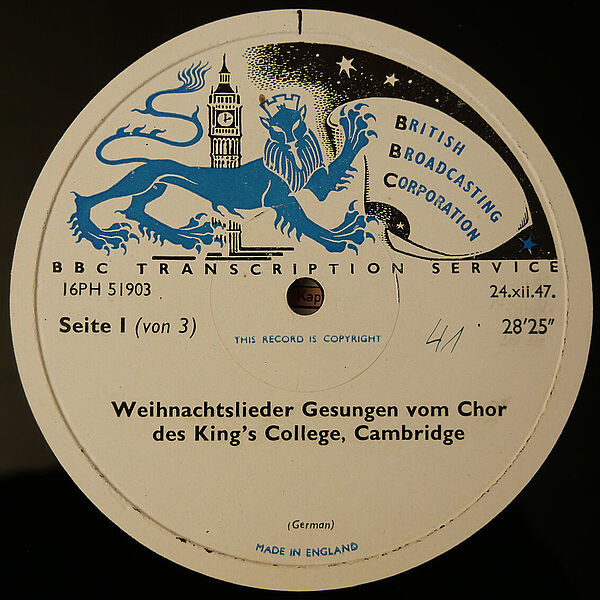 BRITISH
BROADCASTING
CORPORATION
BBC TRANSCRIPTION SERVICE
16PH 51903
24.xii.47.
Kap
Seite 1 (von 3)
28'25"
THIS RECORD IS COPYRIGHT
41
Weihnachtslieder Gesungen vom Chor
des King's College, Cambridge
(German)
MADE IN ENGLAND